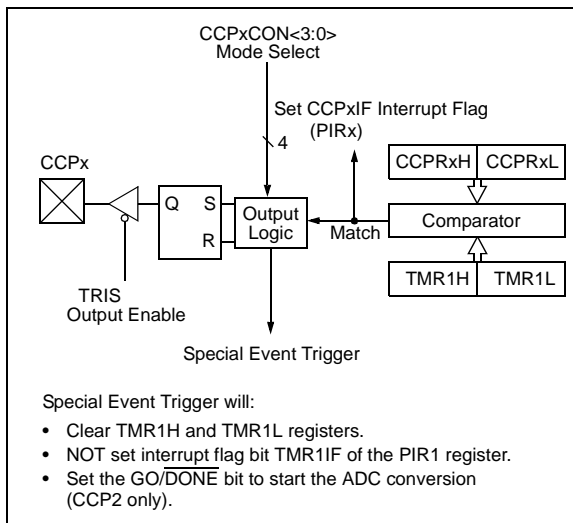 CCPxCON<3:0>
Mode Select
Set CCPxIF Interrupt Flag
(PIRx)
4
CCPx
CCPRxH CCPRxL
Q S
R
Output
Logic
Match
Comparator
TMR1H TMR1L
TRIS
Output Enable
Special Event Trigger
Special Event Trigger will:
• Clear TMR1H and TMR1L registers.
• NOT set interrupt flag bit TMR1IF of the PIR1 register.
• Set the GO/DONE bit to start the ADC conversion
(CCP2 only).